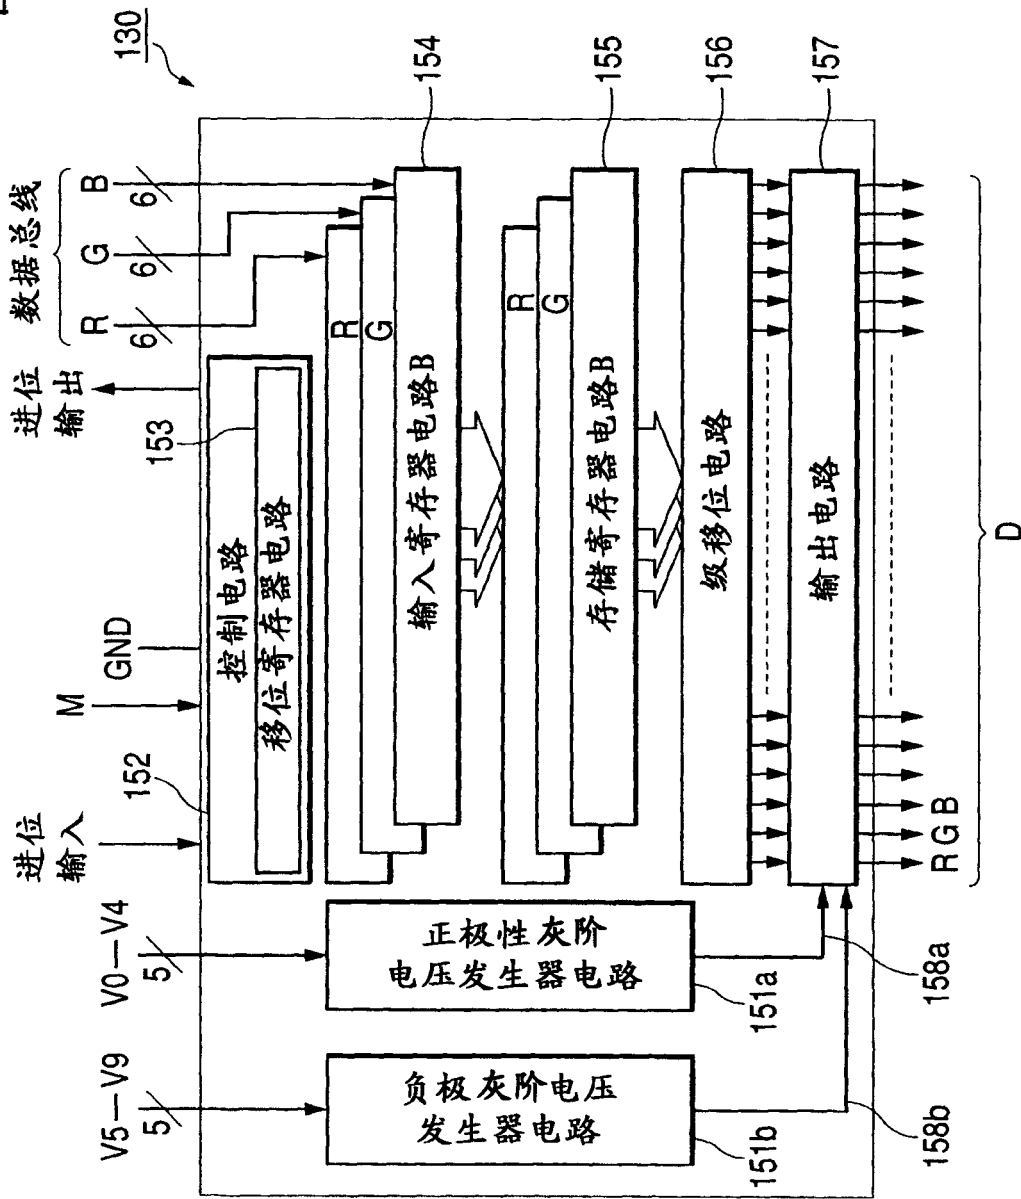 130
数据总线
R
G
B
6
6
6
进位
输出
GND
M
进位
输入
V0—V4
5
V5—V9
5
152
控制电路
153
移位寄存器电路
R
G
输入寄存器电路B
154
R
G
存储寄存器电路B
155
级移位电路
156
输出电路
157
正极性灰阶
电压发生器电路
151a
158a
负极灰阶电压
发生器电路
151b
158b
R G B
D